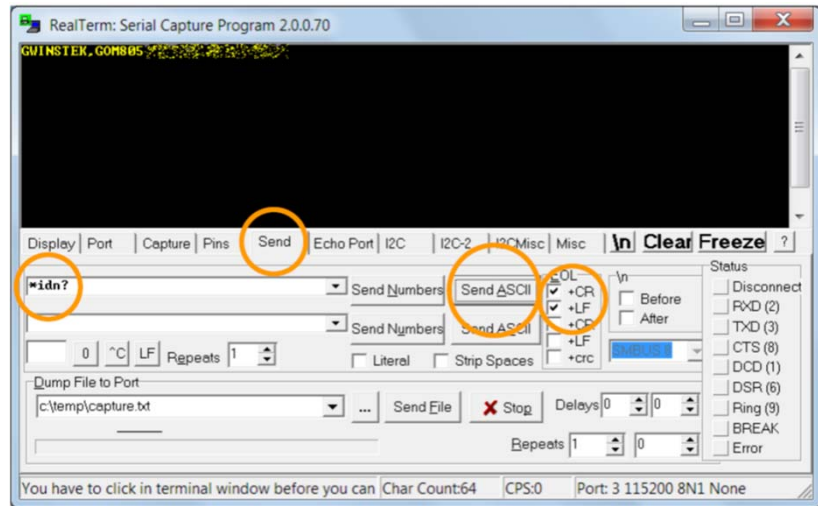 RealTerm: Serial Capture Program 2.0.0.70
GWINSTEK,GOM805
Display Port Capture Pins Send Echo Port I2C I2C-2 I2CMisc Misc \n Clear Freeze ?
*idn? Send Numbers Send ASCII EOL +CR +LF \n Before After
Send Numbers Send ASCII +CR +LF +crc SMBUS 8
0 ^C LF Repeats 1 Literal Strip Spaces
Dump File to Port
c:\temp\capture.txt ... Send File Stop Delays 0 0
Repeats 1 0
Status
Disconnect
RXD (2)
TXD (3)
CTS (8)
DCD (1)
DSR (6)
Ring (9)
BREAK
Error
You have to click in terminal window before you can Char Count:64 CPS:0 Port: 3 115200 8N1 None